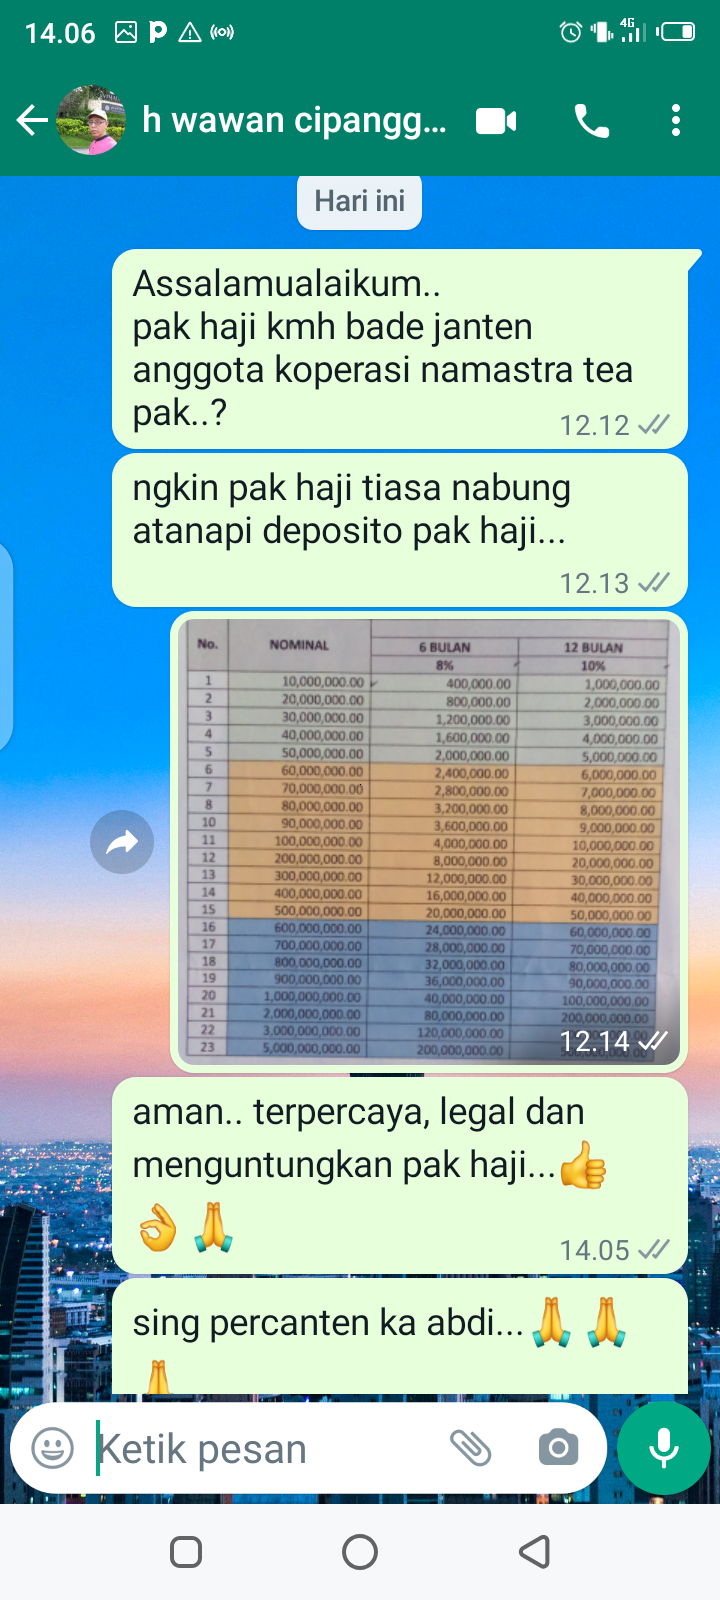 14.06
4G
h wawan cipangg...
Hari ini
Assalamualaikum..
pak haji kmh bade janten
anggota koperasi namastra tea
pak..?
12.12
ngkin pak haji tiasa nabung
atanapi deposito pak haji...
12.13
No. NOMINAL 6 BULAN 12 BULAN
8% 10%
1 10,000,000.00 400,000.00 1,000,000.00
2 20,000,000.00 800,000.00 2,000,000.00
3 30,000,000.00 1,200,000.00 3,000,000.00
4 40,000,000.00 1,600,000.00 4,000,000.00
5 50,000,000.00 2,000,000.00 5,000,000.00
6 60,000,000.00 2,400,000.00 6,000,000.00
7 70,000,000.00 2,800,000.00 7,000,000.00
8 80,000,000.00 3,200,000.00 8,000,000.00
10 90,000,000.00 3,600,000.00 9,000,000.00
11 100,000,000.00 4,000,000.00 10,000,000.00
12 200,000,000.00 8,000,000.00 20,000,000.00
13 300,000,000.00 12,000,000.00 30,000,000.00
14 400,000,000.00 16,000,000.00 40,000,000.00
15 500,000,000.00 20,000,000.00 50,000,000.00
16 600,000,000.00 24,000,000.00 60,000,000.00
17 700,000,000.00 28,000,000.00 70,000,000.00
18 800,000,000.00 32,000,000.00 80,000,000.00
19 900,000,000.00 36,000,000.00 90,000,000.00
20 1,000,000,000.00 40,000,000.00 100,000,000.00
21 2,000,000,000.00 80,000,000.00 200,000,000.00
22 3,000,000,000.00 120,000,000.00
23 5,000,000,000.00 200,000,000.00
12.14
aman.. terpercaya, legal dan
menguntungkan pak haji...👍
👌🙏
14.05
sing percanten ka abdi...🙏🙏
🙏
Ketik pesan